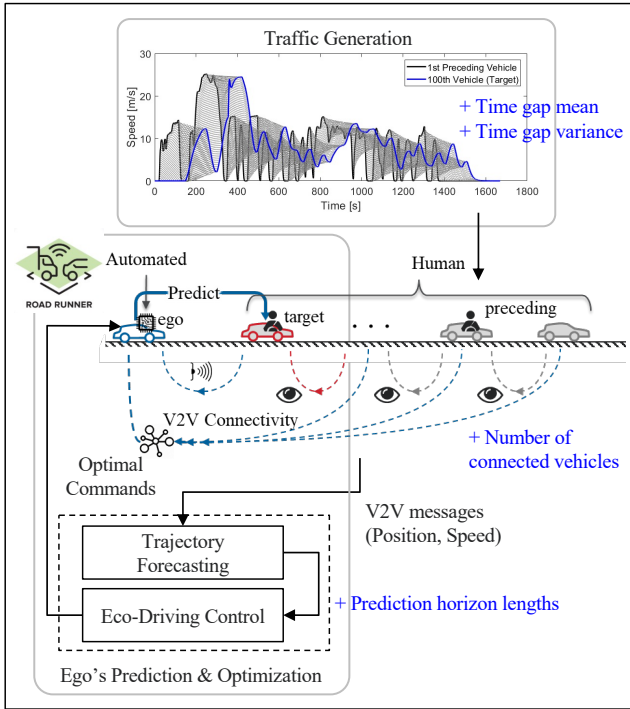 Traffic Generation
30
20
10
0
Speed [m/s]
1st Preceding Vehicle
100th Vehicle (Target)
+ Time gap mean
+ Time gap variance
0 200 400 600 800 1000 1200 1400 1600 1800
Time [s]
ROAD RUNNER
Automated
Human
Predict
ego
target
. . .
preceding
V2V Connectivity
+ Number of
connected vehicles
Optimal
Commands
V2V messages
(Position, Speed)
Trajectory
Forecasting
Eco-Driving Control
+ Prediction horizon lengths
Ego's Prediction & Optimization